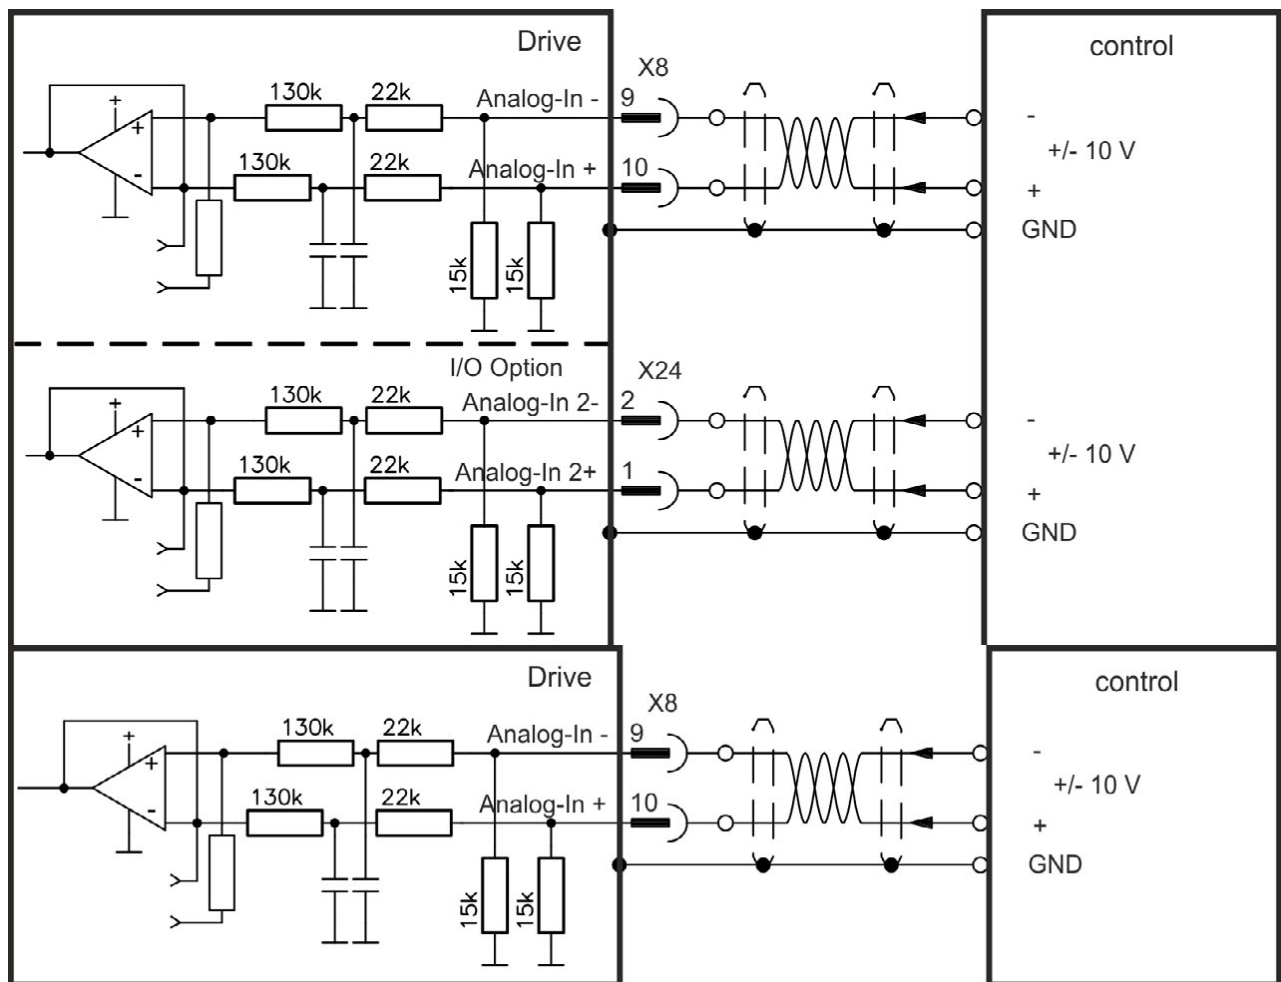 Drive
control
X8
130k
22k
Analog-In -
9
-
+
+
+/- 10 V
130k
22k
Analog-In +
10
-
+
GND
15k
15k
I/O Option
X24
130k
22k
Analog-In 2-
2
-
+
+
+/- 10 V
130k
22k
Analog-In 2+
1
-
+
GND
15k
15k
Drive
control
X8
130k
22k
Analog-In -
9
-
+
+
+/- 10 V
130k
22k
Analog-In +
10
-
+
GND
15k
15k